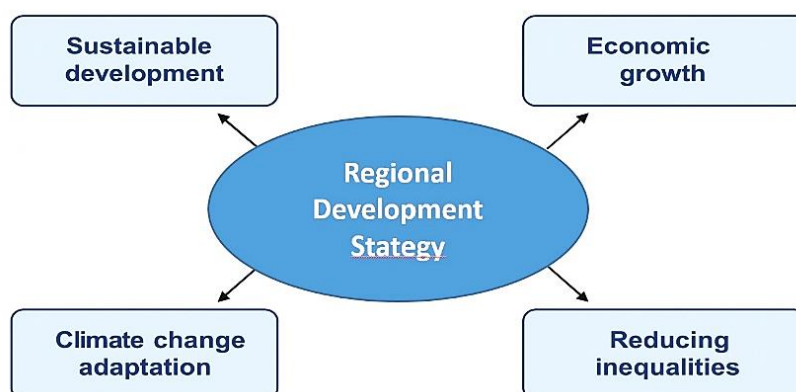 Sustainable
development
Economic
growth
Regional
Development
Stategy
Climate change
adaptation
Reducing
inequalities